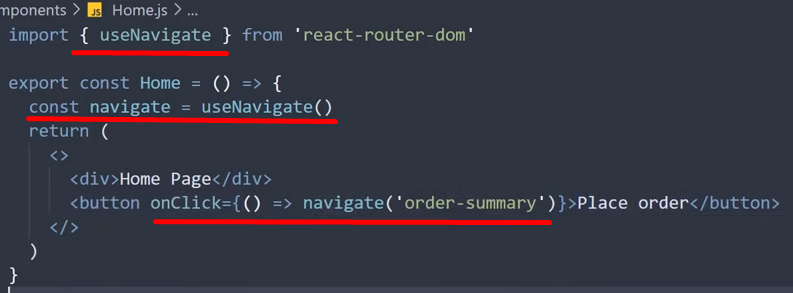 mponents > JS Home.js > ...
import { useNavigate } from 'react-router-dom'
export const Home = () => {
const navigate = useNavigate()
return (
<>
<div>Home Page</div>
<button onClick={() => navigate('order-summary')}>Place order</button>
</>
)
}